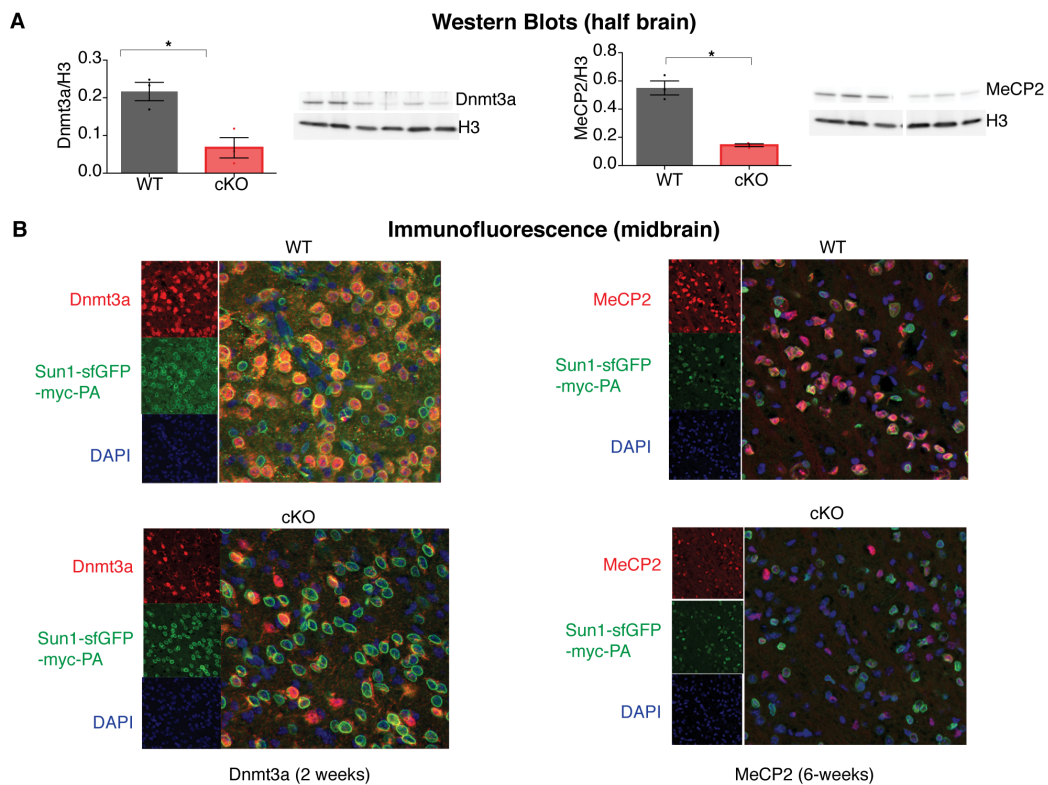 A
Western Blots (half brain)
Dnmt3a/H3
0.3
0.2
0.1
0.0
*
WT
cKO
Dnmt3a
H3
MeCP2/H3
0.8
0.6
0.4
0.2
0.0
*
WT
cKO
MeCP2
H3
B
Immunofluorescence (midbrain)
WT
Dnmt3a
Sun1-sfGFP
-myc-PA
DAPI
WT
MeCP2
Sun1-sfGFP
-myc-PA
DAPI
cKO
Dnmt3a
Sun1-sfGFP
-myc-PA
DAPI
Dnmt3a (2 weeks)
cKO
MeCP2
Sun1-sfGFP
-myc-PA
DAPI
MeCP2 (6-weeks)